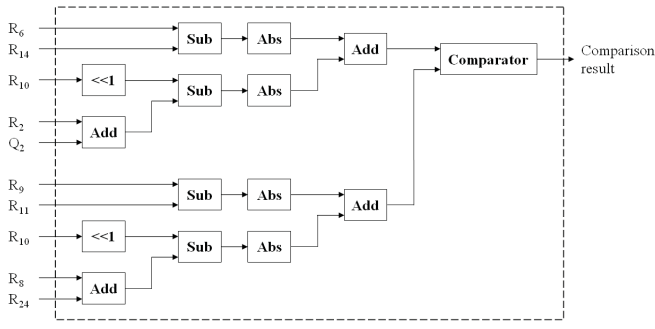 R6
R14
Sub
Abs
Add
Comparator
Comparison
result
R10
<<1
Sub
Abs
R2
Q2
Add
R9
R11
Sub
Abs
Add
R10
<<1
Sub
Abs
R8
R24
Add